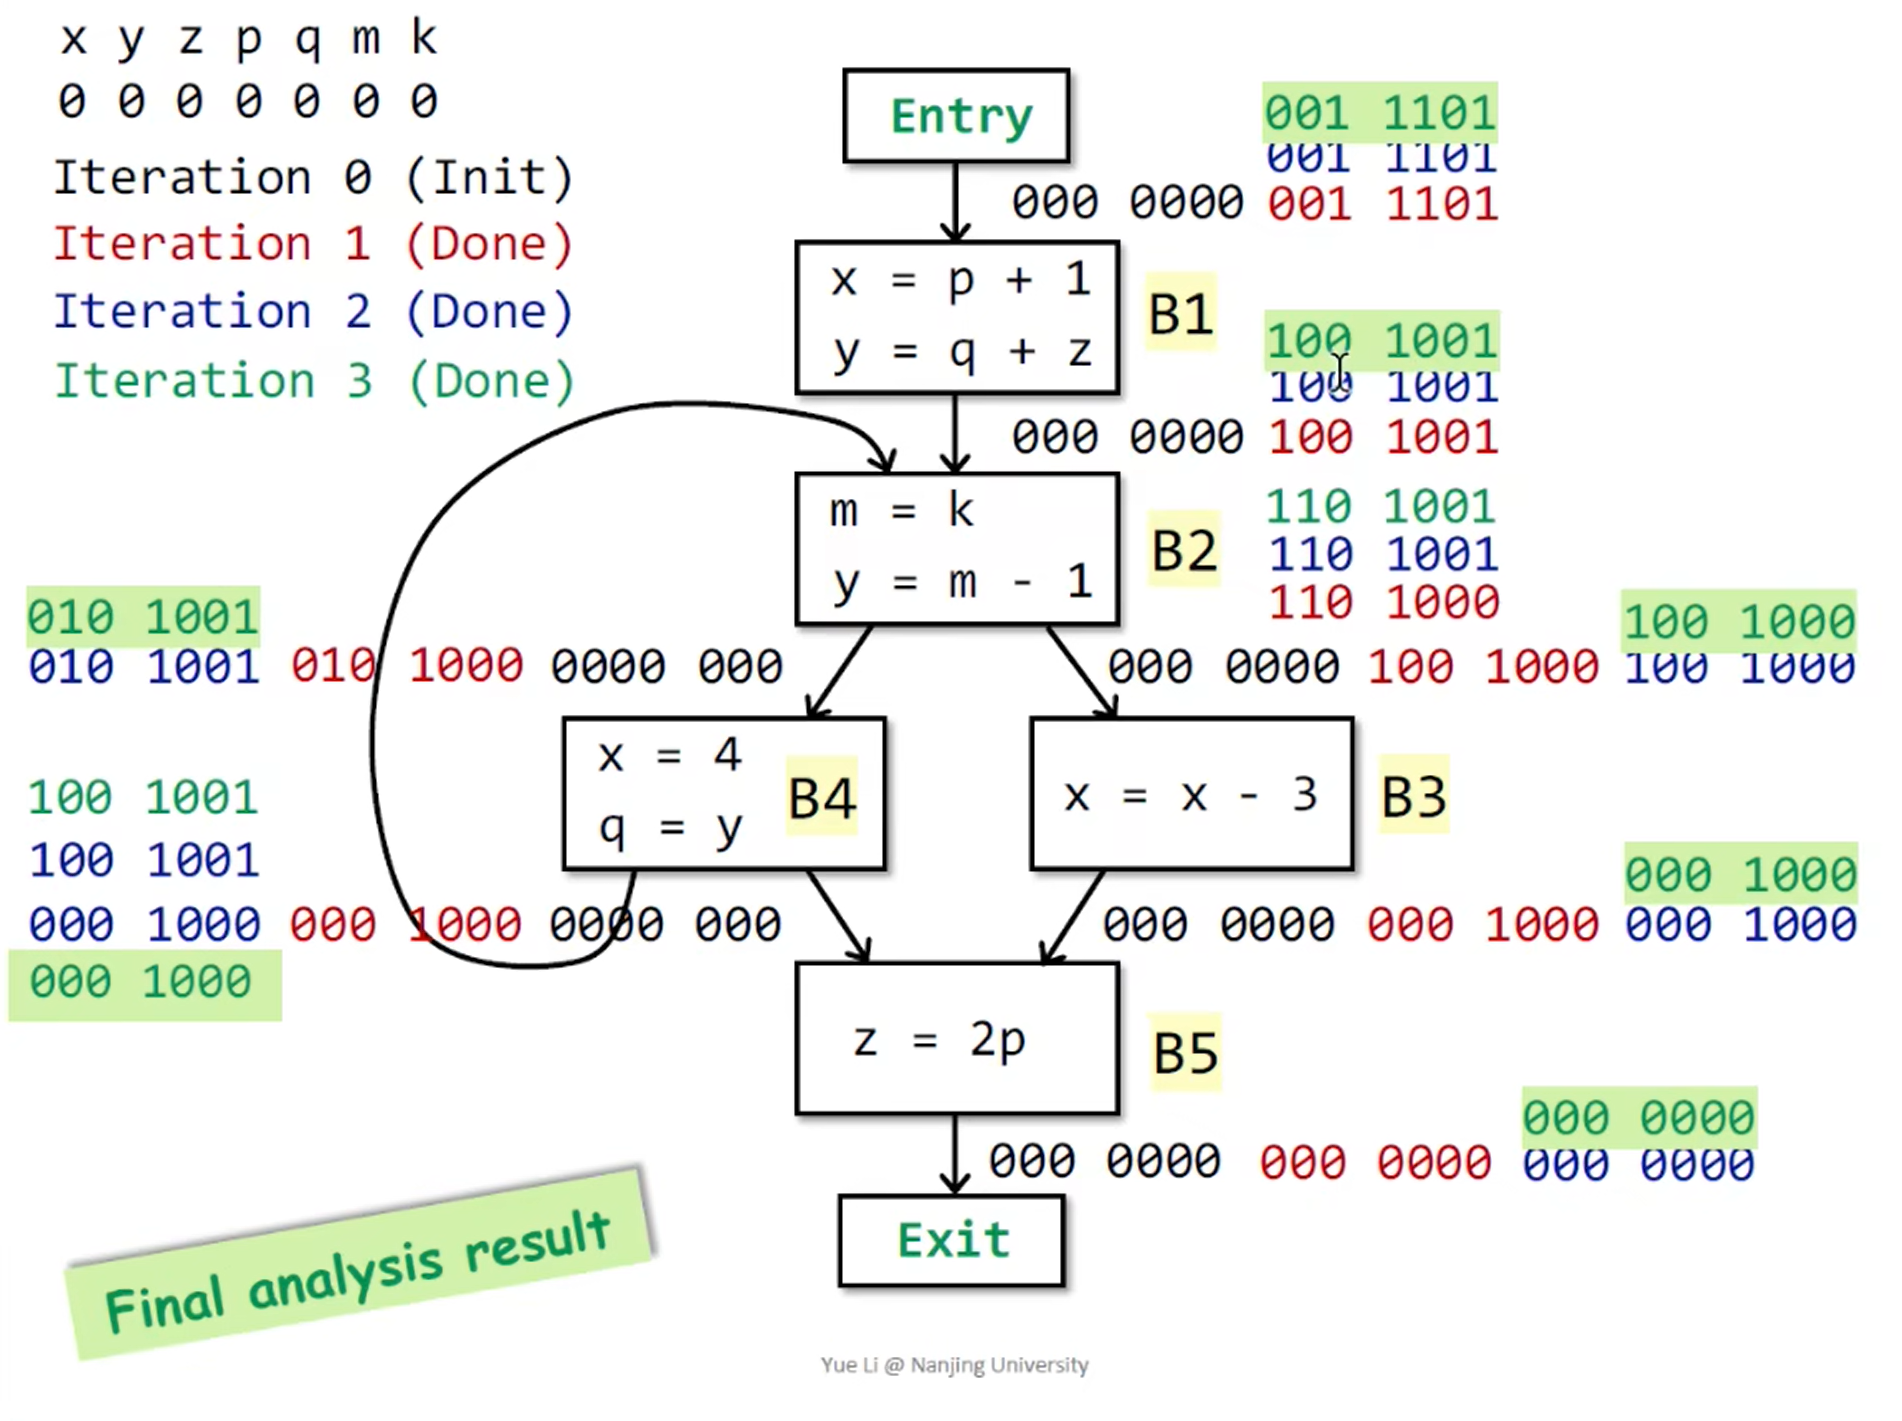 x y z p q m k
0 0 0 0 0 0 0
Iteration 0 (Init)
Iteration 1 (Done)
Iteration 2 (Done)
Iteration 3 (Done)
Entry
001 1101
001 1101
000 0000 001 1101
x = p + 1
y = q + z
B1
100 1001
100 1001
000 0000 100 1001
m = k
y = m - 1
B2
110 1001
110 1001
110 1000
010 1001
010 1001 010 1000 0000 000
100 1000
000 0000 100 1000 100 1000
x = 4
q = y
B4
x = x - 3
B3
100 1001
100 1001
000 1000 000 1000 0000 000
000 1000
000 1000
000 0000 000 1000 000 1000
z = 2p
B5
000 0000
000 0000 000 0000 000 0000
Exit
Final analysis result
Yue Li @ Nanjing University